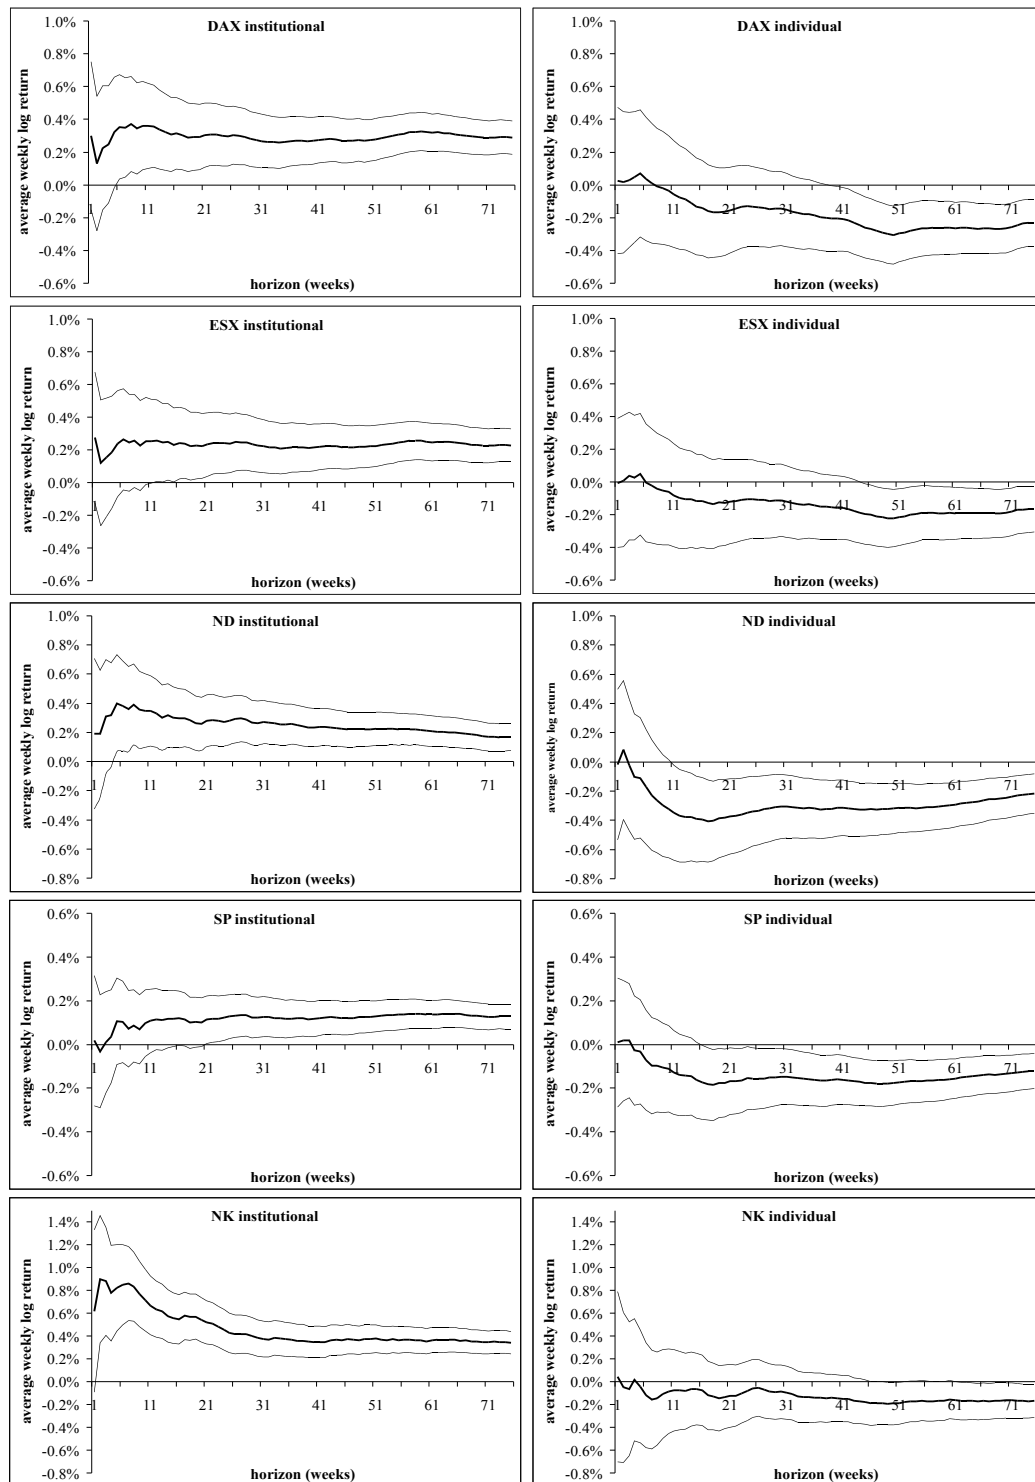 DAX institutional
average weekly log return
1.0%
0.8%
0.6%
0.4%
0.2%
0.0%
-0.2%
-0.4%
-0.6%
1 11 21 31 41 51 61 71
horizon (weeks)
DAX individual
average weekly log return
1.0%
0.8%
0.6%
0.4%
0.2%
0.0%
-0.2%
-0.4%
-0.6%
1 11 21 31 41 51 61 71
horizon (weeks)
ESX institutional
average weekly log return
1.0%
0.8%
0.6%
0.4%
0.2%
0.0%
-0.2%
-0.4%
-0.6%
1 11 21 31 41 51 61 71
horizon (weeks)
ESX individual
average weekly log return
1.0%
0.8%
0.6%
0.4%
0.2%
0.0%
-0.2%
-0.4%
-0.6%
1 11 21 31 41 51 61 71
horizon (weeks)
ND institutional
average weekly log return
1.0%
0.8%
0.6%
0.4%
0.2%
0.0%
-0.2%
-0.4%
-0.6%
-0.8%
1 11 21 31 41 51 61 71
horizon (weeks)
ND individual
average weekly log return
1.0%
0.8%
0.6%
0.4%
0.2%
0.0%
-0.2%
-0.4%
-0.6%
-0.8%
1 11 21 31 41 51 61 71
horizon (weeks)
SP institutional
average weekly log return
0.6%
0.4%
0.2%
0.0%
-0.2%
-0.4%
-0.6%
1 11 21 31 41 51 61 71
horizon (weeks)
SP individual
average weekly log return
0.6%
0.4%
0.2%
0.0%
-0.2%
-0.4%
-0.6%
1 11 21 31 41 51 61 71
horizon (weeks)
NK institutional
average weekly log return
1.4%
1.2%
1.0%
0.8%
0.6%
0.4%
0.2%
0.0%
-0.2%
-0.4%
-0.6%
-0.8%
1 11 21 31 41 51 61 71
horizon (weeks)
NK individual
average weekly log return
1.4%
1.2%
1.0%
0.8%
0.6%
0.4%
0.2%
0.0%
-0.2%
-0.4%
-0.6%
-0.8%
1 11 21 31 41 51 61 71
horizon (weeks)